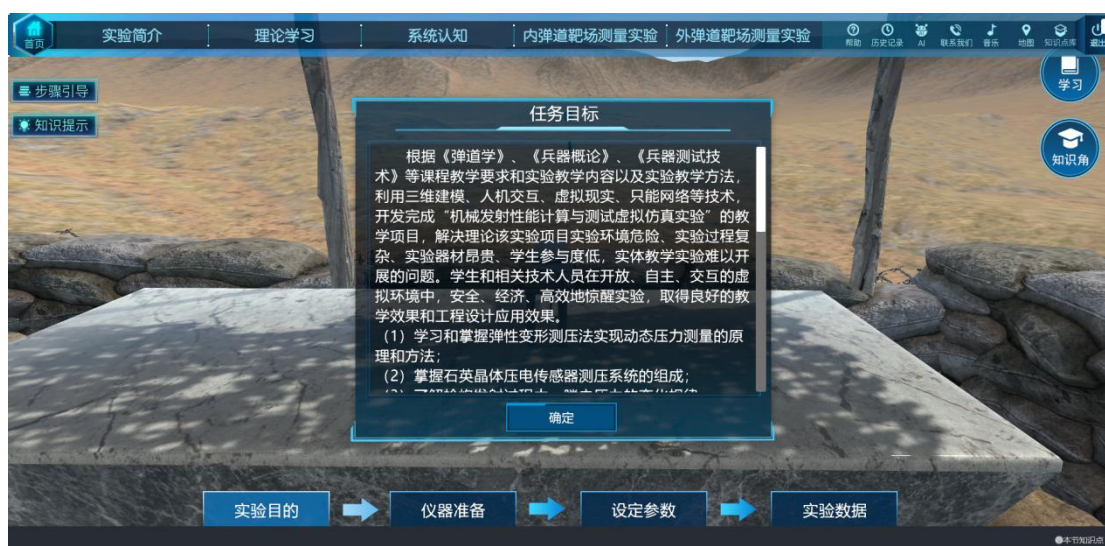 首页
实验简介
理论学习
系统认知
内弹道靶场测量实验
外弹道靶场测量实验
帮助
历史记录
AI
联系我们
音乐
地图
知识点库
退出
步骤引导
知识提示
学习
知识角
任务目标
根据《弹道学》、《兵器概论》、《兵器测试技
术》等课程教学要求和实验教学内容以及实验教学方法，
利用三维建模、人机交互、虚拟现实、只能网络等技术，
开发完成“机械发射性能计算与测试虚拟仿真实验”的教
学项目，解决理论该实验项目实验环境危险、实验过程复
杂、实验器材昂贵、学生参与度低，实体教学实验难以开
展的问题。学生和相关技术人员在开放、自主、交互的虚
拟环境中，安全、经济、高效地惊醒实验，取得良好的教
学效果和工程设计应用效果。
（1）学习和掌握弹性变形测压法实现动态压力测量的原
理和方法；
（2）掌握石英晶体压电传感器测压系统的组成；
确定
实验目的
仪器准备
设定参数
实验数据
本节知识点